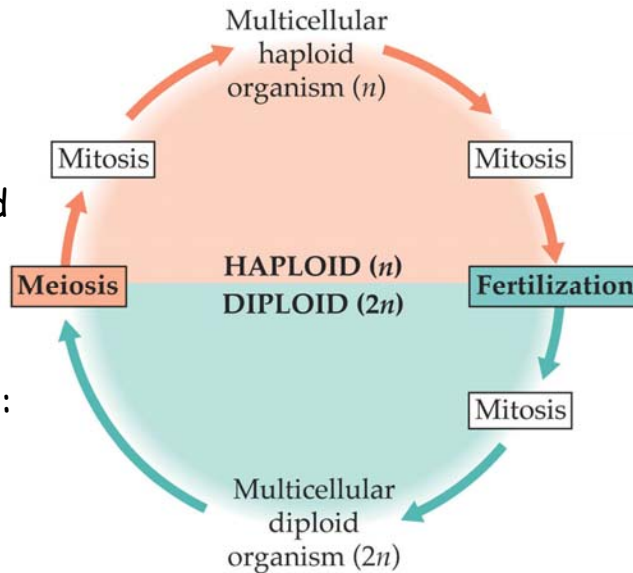 Multicellular
haploid
organism (n)
Mitosis
Mitosis
d
HAPLOID (n)
Meiosis
Fertilization
DIPLOID (2n)
:
Mitosis
Multicellular
diploid
organism (2n)